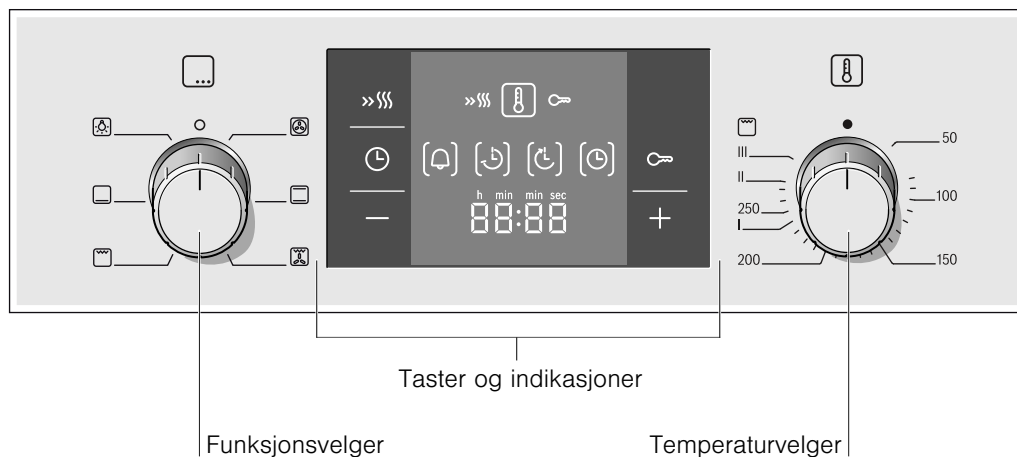 h min min sec
88:88
50
III
II
100
250
I
200
150
Taster og indikasjoner
Funksjonsvelger
Temperaturvelger